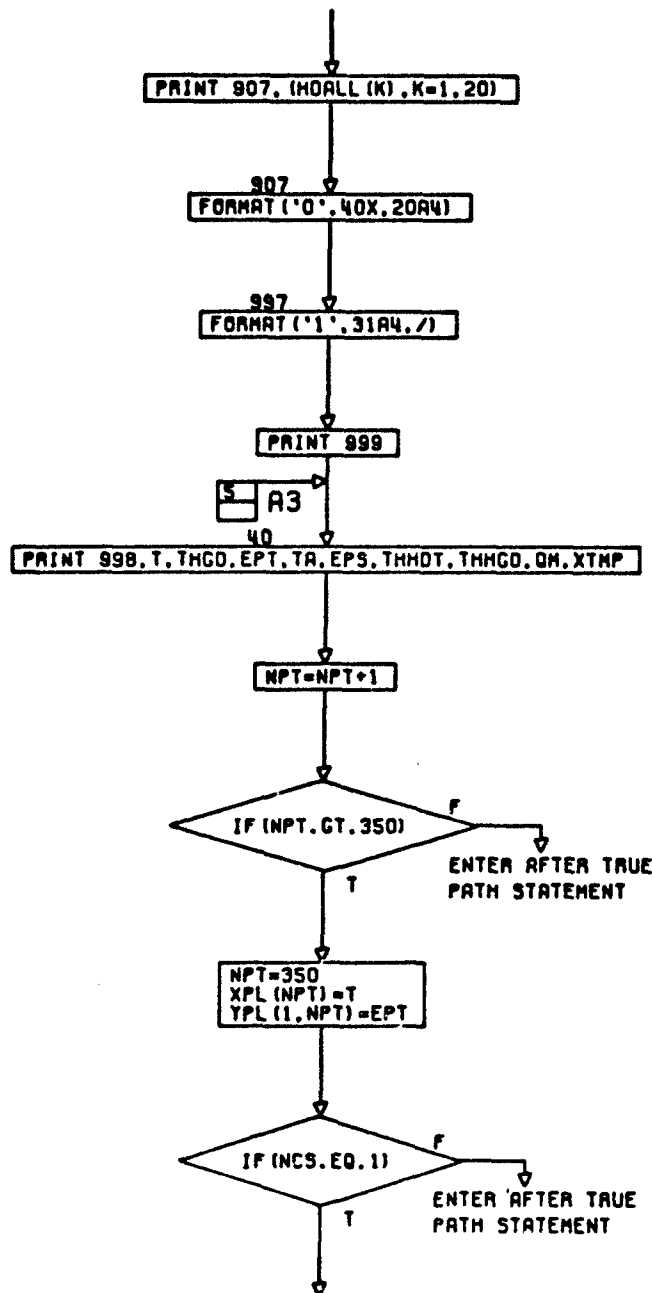 PRINT 907, (HOALL(K),K=1,20)
907
FORMAT('0',40X,20A4)
997
FORMAT('1',31A4,/)
PRINT 999
5
A3
40
PRINT 998,T,THGO,EPT,TA,EPS,THHDT,THHGO,QM,XTMP
NPT=NPT+1
IF(NPT.GT.350)
F
ENTER AFTER TRUE
PATH STATEMENT
T
NPT=350
XPL(NPT)=T
YPL(1,NPT)=EPT
IF(NCS.EQ.1)
F
ENTER AFTER TRUE
PATH STATEMENT
T